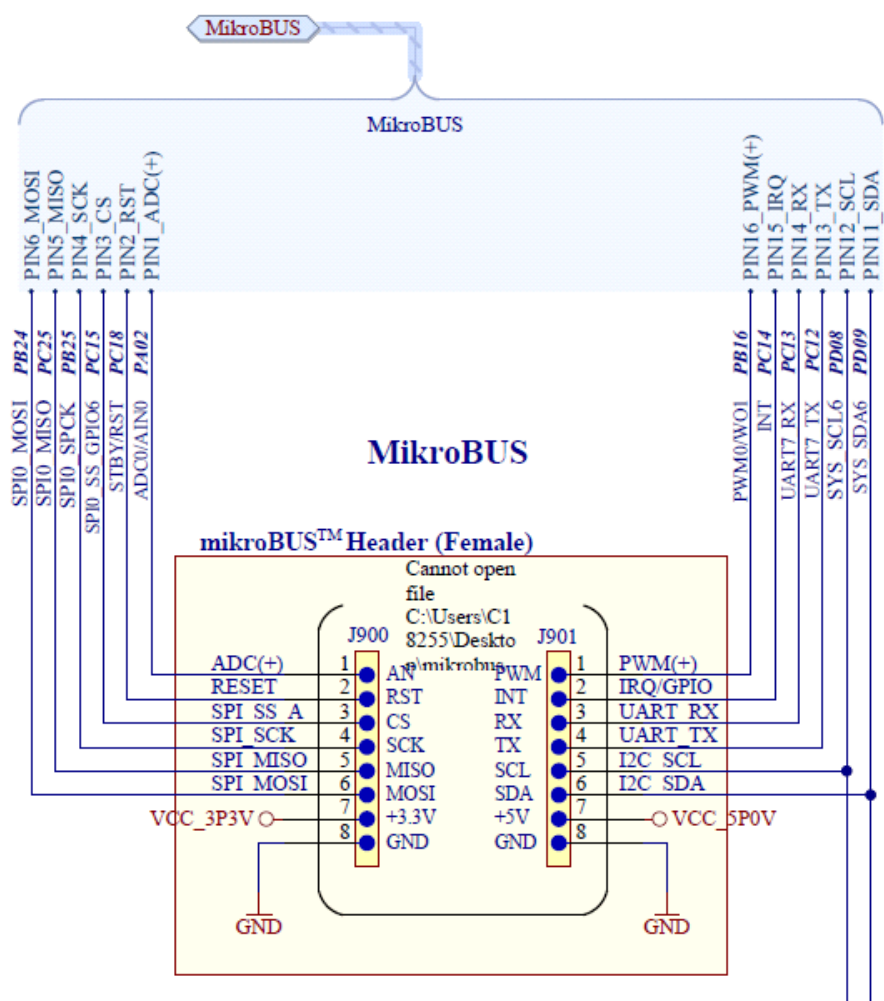 MikroBUS
MikroBUS
PIN6_MOSI
PIN5_MISO
PIN4_SCK
PIN3_CS
PIN2_RST
PIN1_ADC(+)
PIN16_PWM(+)
PIN15_IRQ
PIN14_RX
PIN13_TX
PIN12_SCL
PIN11_SDA
PB24
PC25
PB25
PC15
PC18
PA02
PB16
PC14
PC13
PC12
PD08
PD09
SPI0_MOSI
SPI0_MISO
SPI0_SPCK
SPI0_SS_GPIO6
STBY/RST
ADC0/AIN0
PWM0/WO1
INT
UART7_RX
UART7_TX
SYS_SCL6
SYS_SDA6
MikroBUS
mikroBUS™ Header (Female)
Cannot open
file
C:\Users\C1
8255\Deskto
p\mikrobus
J900
J901
ADC(+) 1 AN PWM 1 PWM(+)
RESET 2 RST INT 2 IRQ/GPIO
SPI_SS_A 3 CS RX 3 UART_RX
SPI_SCK 4 SCK TX 4 UART_TX
SPI_MISO 5 MISO SCL 5 I2C_SCL
SPI_MOSI 6 MOSI SDA 6 I2C_SDA
VCC_3P3V 7 +3.3V +5V 7 VCC_5P0V
8 GND GND 8
GND GND